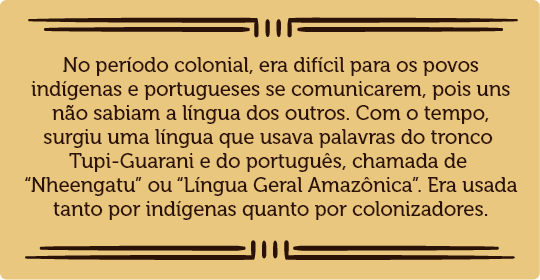 No período colonial, era difícil para os povos
indígenas e portugueses se comunicarem, pois uns
não sabiam a língua dos outros. Com o tempo,
surgiu uma língua que usava palavras do tronco
Tupi-Guarani e do português, chamada de
“Nheengatu” ou “Língua Geral Amazônica”. Era usada
tanto por indígenas quanto por colonizadores.